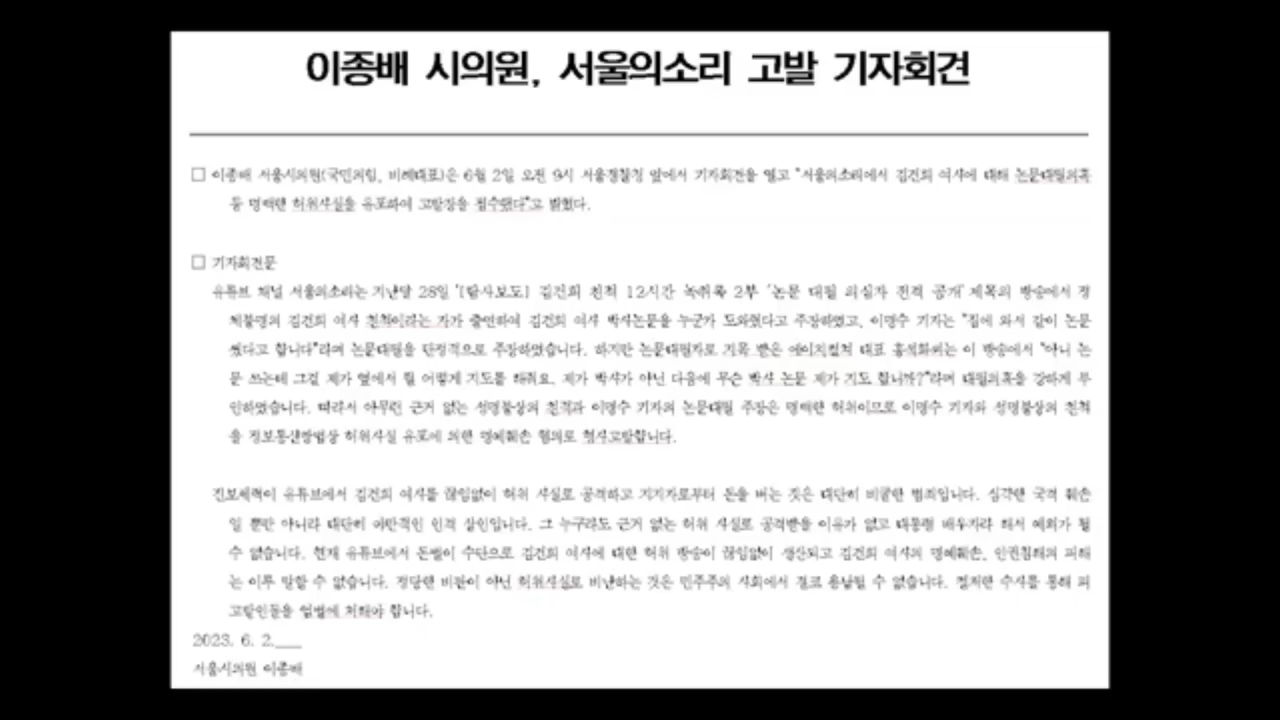 이종배 시의원, 서울의소리 고발 기자회견
□ 이종배 서울시의원(국민의힘, 비례대표)은 6월 2일 오전 9시 서울경찰청 앞에서 기자회견을 열고 "서울의소리에서 김건희 여사에 대해 논문대필의혹
등 명백한 허위사실을 유포하여 고발장을 접수했다"고 밝혔다.
□ 기자회견문
유튜브 채널 서울의소리는 지난달 28일 '[탐사보도] 김건희 친척 12시간 녹취록 2부 '논문 대필 의심자 전격 공개' 제목의 방송에서 정
체불명의 김건희 여사 친척이라는 자가 출연하여 김건희 여사 박사논문을 누군가 도와줬다고 주장하였고, 이명수 기자는 "집에 와서 같이 논문
썼다고 합니다"라며 논문대필을 단정적으로 주장하였습니다. 하지만 논문대필자로 지목 받은 에이치컬쳐 대표 홍석화씨는 이 방송에서 "아니 논
문 쓰는데 그걸 제가 옆에서 뭘 어떻게 기도를 해줘요. 제가 박사가 아닌 다음에 무슨 박사 논문 제가 기도 합니까?"라며 대필의혹을 강하게 부
인하였습니다. 따라서 아무런 근거 없는 성명불상의 친척과 이명수 기자의 논문대필 주장은 명백한 허위이므로 이명수 기자와 성명불상의 친척
을 정보통신망법상 허위사실 유포에 의한 명예훼손 혐의로 형사고발합니다.
진보세력이 유튜브에서 김건희 여사를 끊임없이 허위 사실로 공격하고 지지자로부터 돈을 버는 것은 대단히 비굴한 범죄입니다. 심각한 국격 훼손
일 뿐만 아니라 대단히 야만적인 인격 살인입니다. 그 누구라도 근거 없는 허위 사실로 공격받을 이유가 없고 대통령 배우자라 해서 예외가 될
수 없습니다. 현재 유튜브에서 돈벌이 수단으로 김건희 여사에 대한 허위 방송이 끊임없이 생산되고 김건희 여사의 명예훼손, 인권침해의 피해
는 이루 말할 수 없습니다. 정당한 비판이 아닌 허위사실로 비난하는 것은 민주주의 사회에서 결코 용납될 수 없습니다. 철저한 수사를 통해 피
고발인들을 엄벌에 처해야 합니다.
2023. 6. 2.
서울시의원 이종배